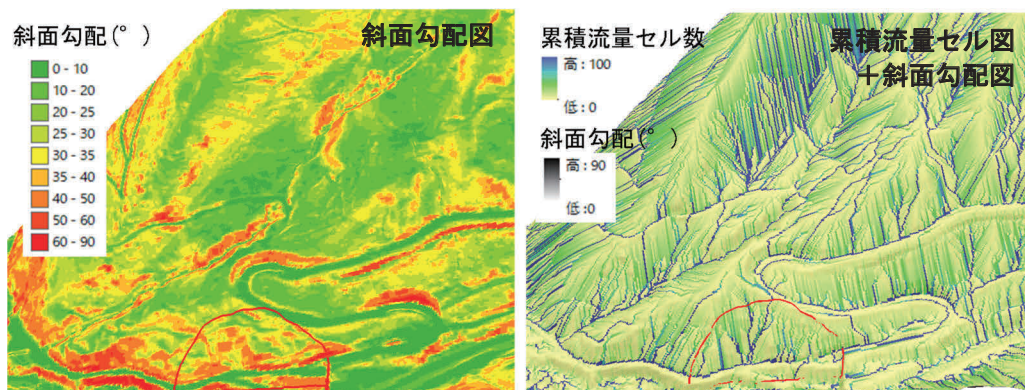 斜面勾配(°)
斜面勾配図
0 - 10
10 - 20
20 - 25
25 - 30
30 - 35
35 - 40
40 - 50
50 - 60
60 - 90
累積流量セル数
高 : 100
低 : 0
累積流量セル図
+斜面勾配図
斜面勾配(°)
高 : 90
低 :0